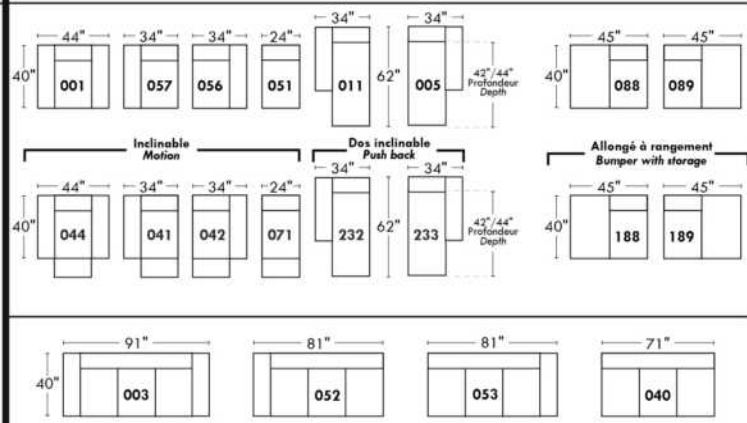 44" 34" 34" 24" 34" 34" 45" 45"
40" 001 057 056 051 011 62" 005 42"/44" 40" 088 089
Profondeur
Depth
Inclinable Dos inclinable Allongé à rangement
Motion Push back Bumper with storage
44" 34" 34" 24" 34" 34" 45" 45"
40" 044 041 042 071 232 62" 233 42"/44" 40" 188 189
Profondeur
Depth
91" 81" 81" 71"
40" 003 052 053 040